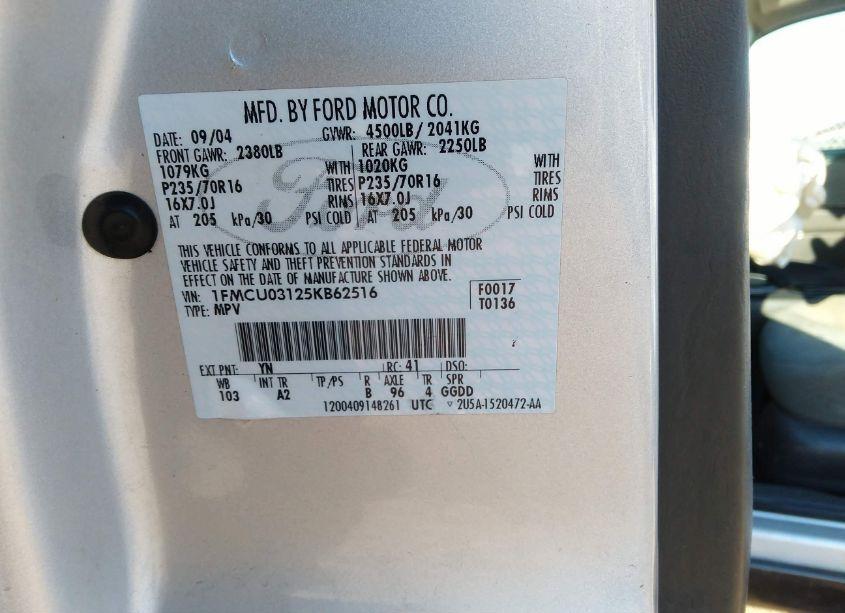 MFD. BY FORD MOTOR CO.
DATE: 09/04 GVWR: 4500LB/ 2041KG
FRONT GAWR: 2380LB REAR GAWR: 2250LB
1079KG WITH 1020KG WITH
P235/70R16 TIRES P235/70R16 TIRES
16X7.0J RIMS 16X7.0J RIMS
AT 205 kPa/30 PSI COLD AT 205 kPa/30 PSI COLD
Ford
THIS VEHICLE CONFORMS TO ALL APPLICABLE FEDERAL MOTOR
VEHICLE SAFETY AND THEFT PREVENTION STANDARDS IN
EFFECT ON THE DATE OF MANUFACTURE SHOWN ABOVE.
VIN: 1FMCU03125KB62516 F0017
TYPE: MPV T0136
EXT PNT: YN RC: 41 DSO:
WB INT TR TP/PS R AXLE TR SPR
103 A2 B 96 4 GGDD
1200409148261 UTC ▿ 2U5A-1520472-AA